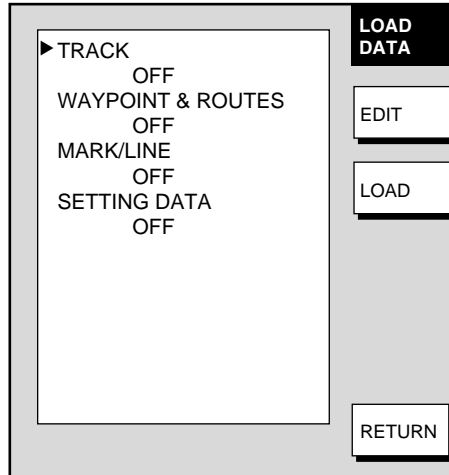 ▶TRACK
OFF
WAYPOINT & ROUTES
OFF
MARK/LINE
OFF
SETTING DATA
OFF
LOAD
DATA
EDIT
LOAD
RETURN